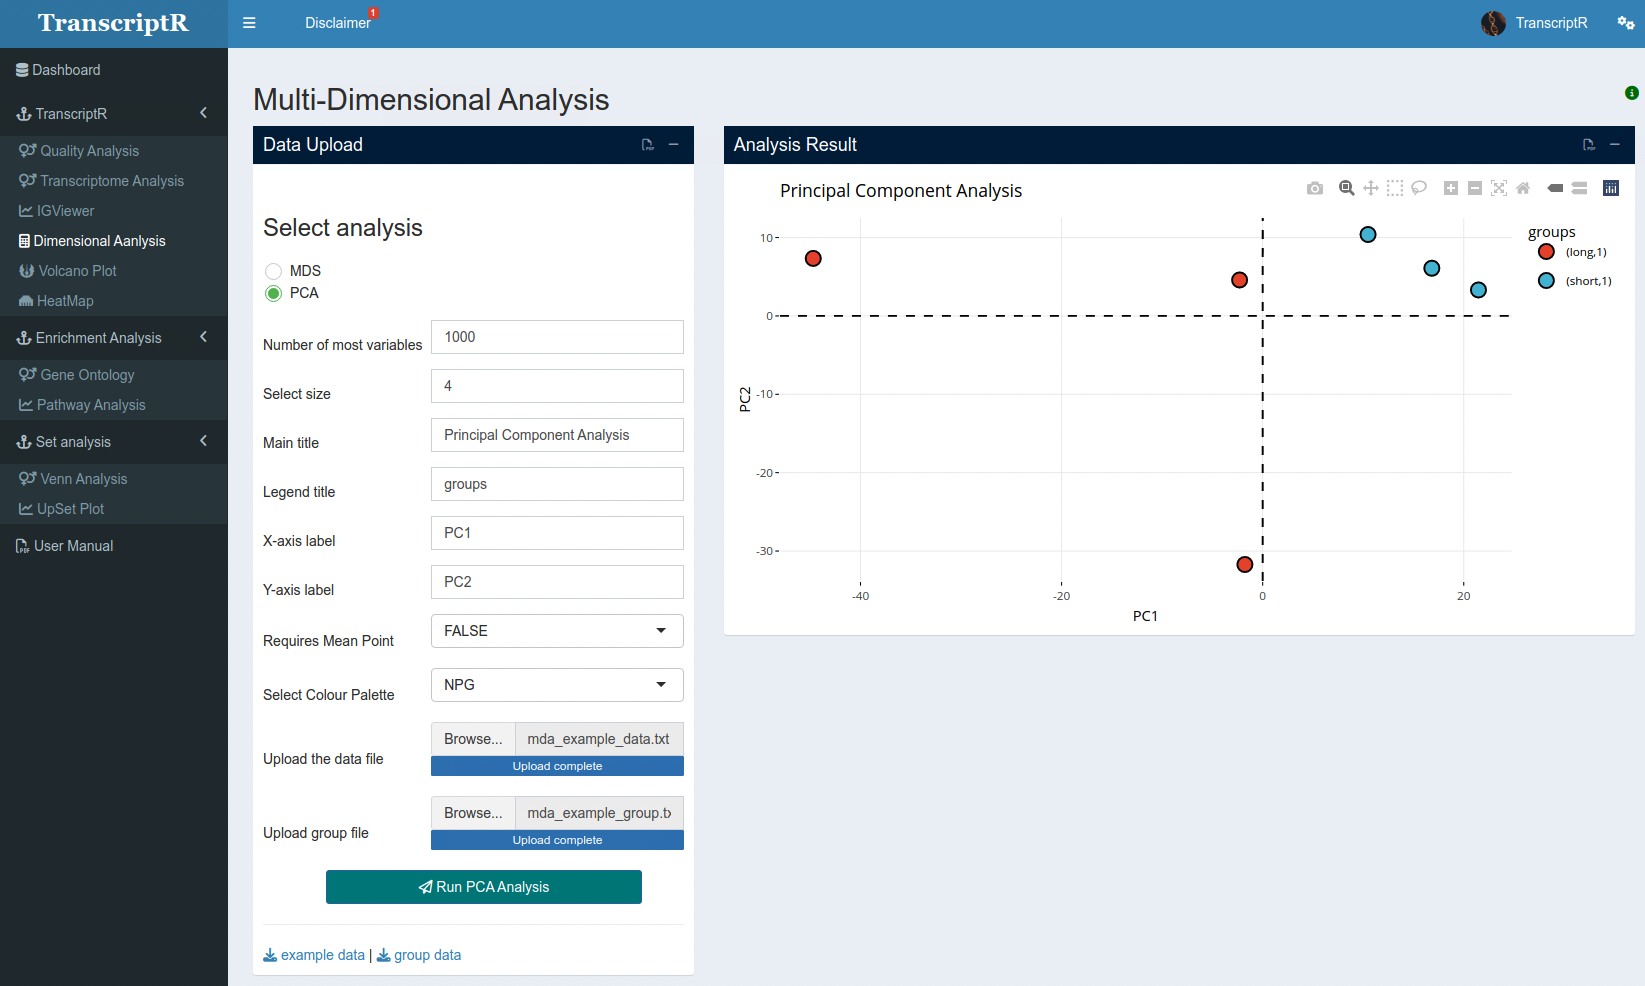 TranscriptR
Disclaimer
1
TranscriptR
Dashboard
TranscriptR
Quality Analysis
Transcriptome Analysis
IGViewer
Dimensional Aanlysis
Volcano Plot
HeatMap
Enrichment Analysis
Gene Ontology
Pathway Analysis
Set analysis
Venn Analysis
UpSet Plot
User Manual
Multi-Dimensional Analysis
Data Upload
Select analysis
MDS
PCA
Number of most variables
1000
Select size
4
Main title
Principal Component Analysis
Legend title
groups
X-axis label
PC1
Y-axis label
PC2
Requires Mean Point
FALSE
Select Colour Palette
NPG
Upload the data file
Browse...
mda_example_data.txt
Upload complete
Upload group file
Browse...
mda_example_group.tx
Upload complete
Run PCA Analysis
example data | group data
Analysis Result
Principal Component Analysis
groups
(long,1)
(short,1)
10
0
-10
-20
-30
PC2
-40
-20
0
20
PC1